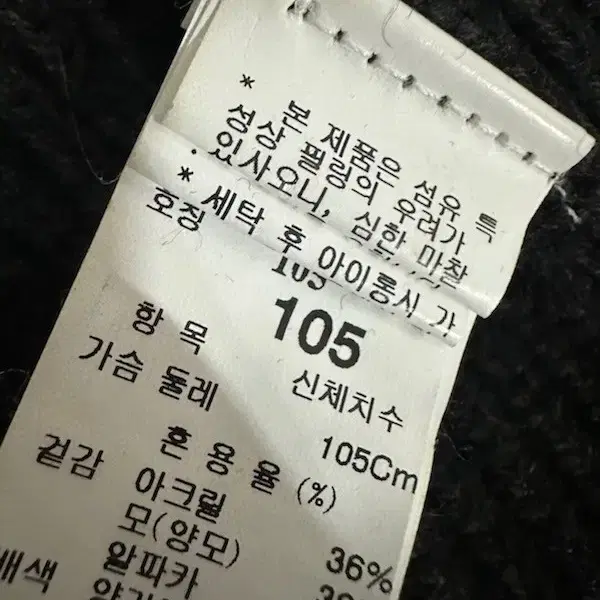 * 본 제품은 섬유 특
성상 필링의 우려가
있사오니, 심한 마찰
* 세탁 후 아이롱시 가
호칭
105
105
항목 신체치수
가슴 둘레 105Cm
혼용율 (%)
겉감 아크릴 36%
모(양모)
배색 알파카